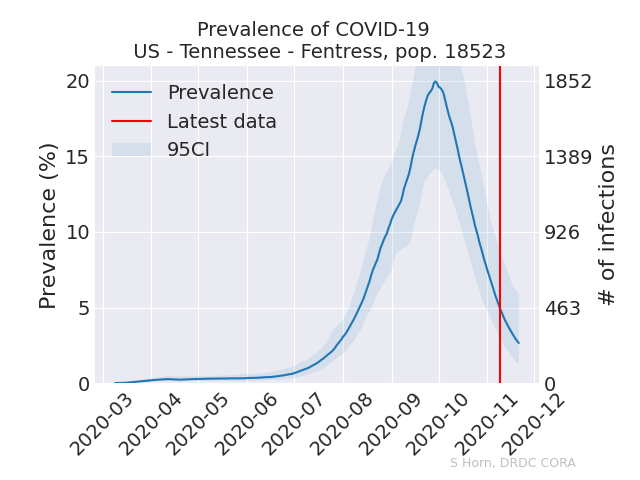 Prevalence of COVID-19
US - Tennessee - Fentress, pop. 18523
Prevalence
Latest data
95CI
Prevalence (%)
20
15
10
5
0
1852
1389
926
463
0
# of infections
2020-03
2020-04
2020-05
2020-06
2020-07
2020-08
2020-09
2020-10
2020-11
2020-12
S Horn, DRDC CORA